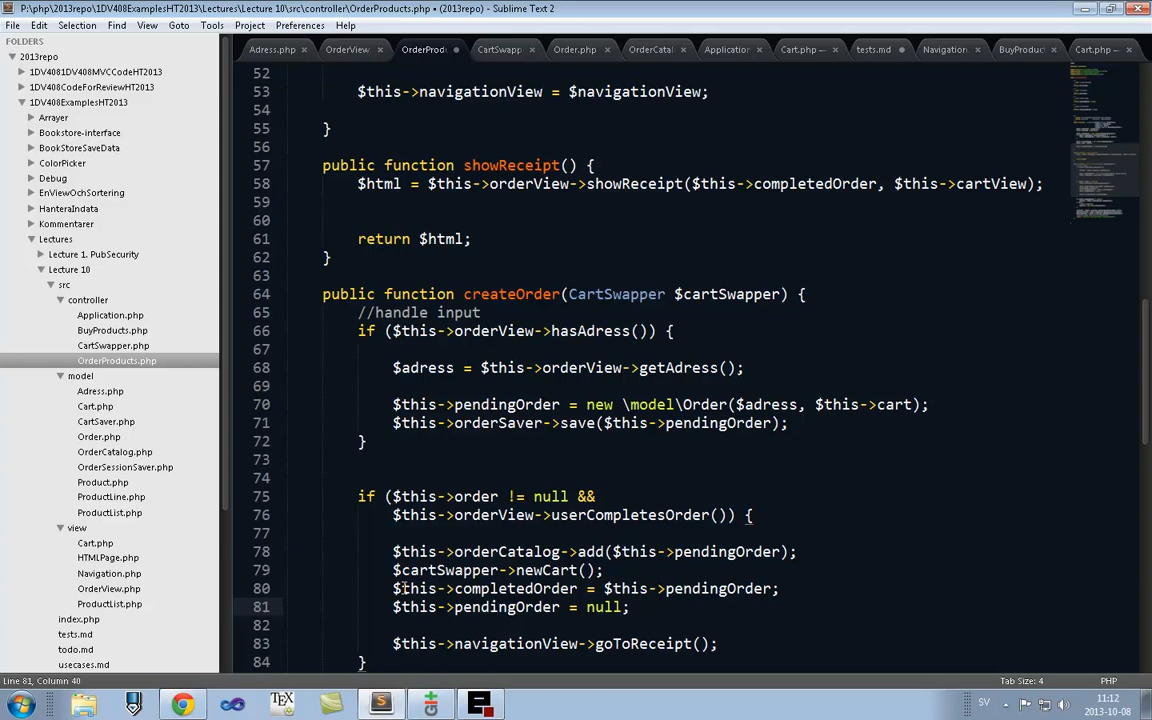 P:\php\2013repo\1DV408ExamplesHT2013\Lectures\Lecture 10\src\controller\OrderProducts.php • (2013repo) - Sublime Text 2
File Edit Selection Find View Goto Tools Project Preferences Help
FOLDERS
2013repo
1DV4081DV408MVCCodeHT2013
1DV408CodeForReviewHT2013
1DV408ExamplesHT2013
Arrayer
Bookstore-interface
BookStoreSaveData
ColorPicker
Debug
EnViewOchSortering
HanteraIndata
Kommentarer
Lectures
Lecture 1. PubSecurity
Lecture 10
src
controller
Application.php
BuyProducts.php
CartSwapper.php
OrderProducts.php
model
Adress.php
Cart.php
CartSaver.php
Order.php
OrderCatalog.php
OrderSessionSaver.php
Product.php
ProductLine.php
ProductList.php
view
Cart.php
HTMLPage.php
Navigation.php
OrderView.php
ProductList.php
index.php
tests.md
todo.md
usecases.md
Adress.php × OrderView × OrderProd • CartSwapp × Order.php × OrderCatal × Application × Cart.php — × tests.md • Navigation × BuyProduct × Cart.php — ×
52
53 $this->navigationView = $navigationView;
54
55 }
56
57 public function showReceipt() {
58 $html = $this->orderView->showReceipt($this->completedOrder, $this->cartView);
59
60
61 return $html;
62 }
63
64 public function createOrder(CartSwapper $cartSwapper) {
65 //handle input
66 if ($this->orderView->hasAdress()) {
67
68 $adress = $this->orderView->getAdress();
69
70 $this->pendingOrder = new \model\Order($adress, $this->cart);
71 $this->orderSaver->save($this->pendingOrder);
72 }
73
74
75 if ($this->order != null &&
76 $this->orderView->userCompletesOrder()) {
77
78 $this->orderCatalog->add($this->pendingOrder);
79 $cartSwapper->newCart();
80 $this->completedOrder = $this->pendingOrder;
81 $this->pendingOrder = null;
82
83 $this->navigationView->goToReceipt();
84 }
Line 81, Column 40 Tab Size: 4 PHP
SV 11:12
2013-10-08